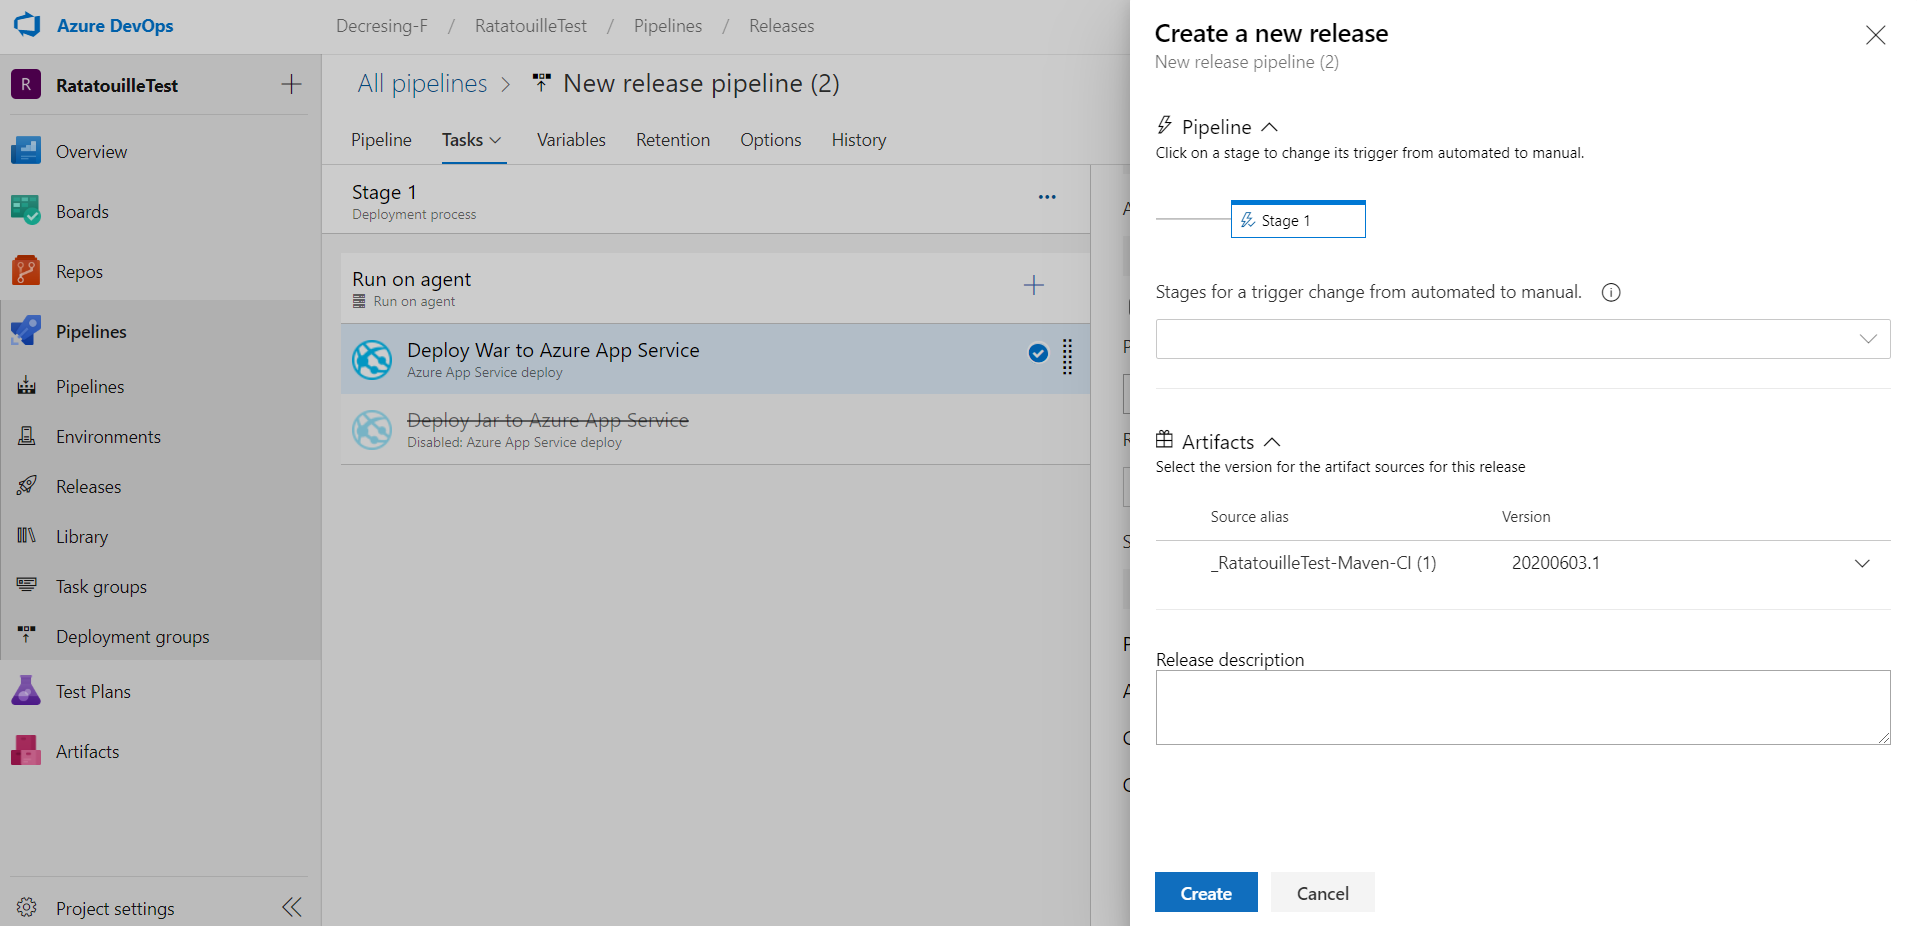 Azure DevOps
Decresing-F / RatatouilleTest / Pipelines / Releases
R RatatouilleTest
Overview
Boards
Repos
Pipelines
Pipelines
Environments
Releases
Library
Task groups
Deployment groups
Test Plans
Artifacts
Project settings
All pipelines > New release pipeline (2)
Pipeline Tasks Variables Retention Options History
Stage 1
Deployment process
Run on agent
Run on agent
Deploy War to Azure App Service
Azure App Service deploy
Deploy Jar to Azure App Service
Disabled: Azure App Service deploy
Create a new release
New release pipeline (2)
Pipeline
Click on a stage to change its trigger from automated to manual.
Stage 1
Stages for a trigger change from automated to manual.
Artifacts
Select the version for the artifact sources for this release
Source alias Version
_RatatouilleTest-Maven-CI (1) 20200603.1
Release description
Create Cancel